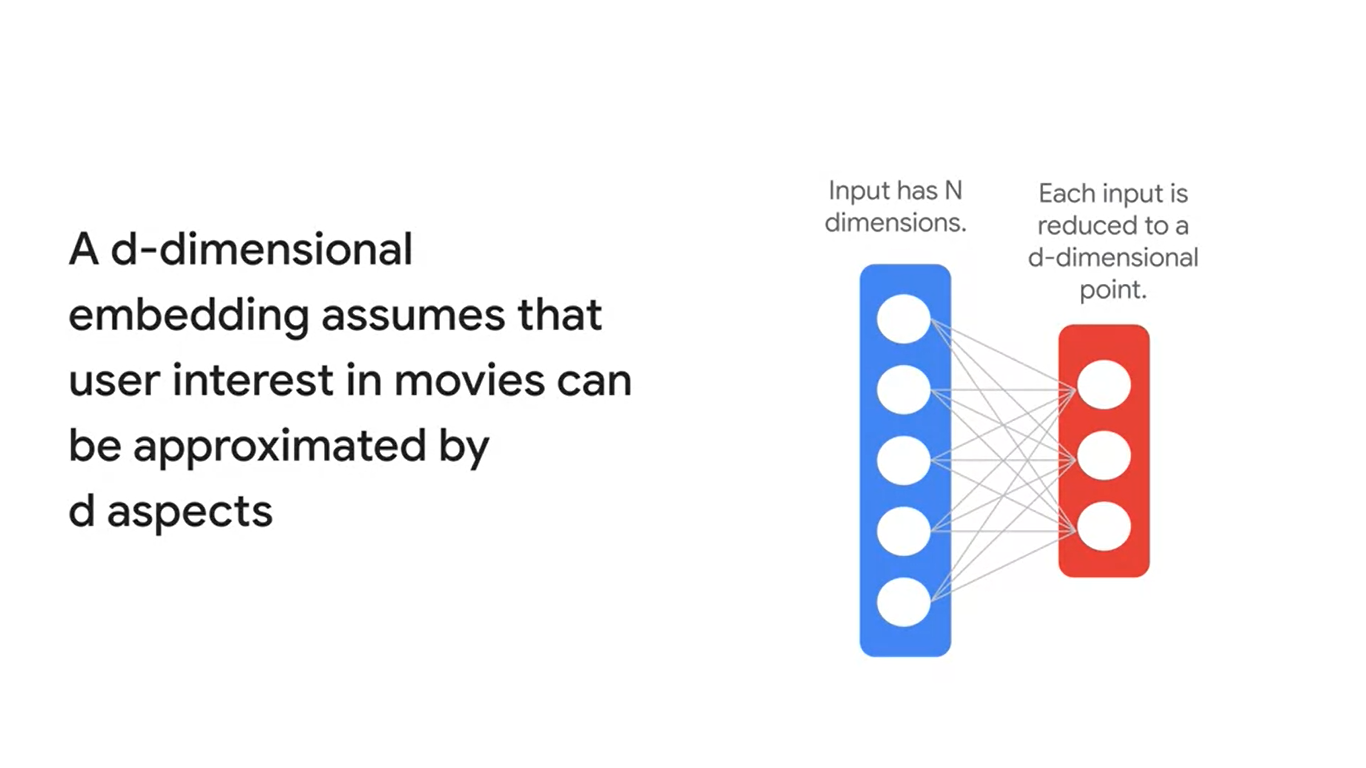 A d-dimensional
embedding assumes that
user interest in movies can
be approximated by
d aspects
Input has N
dimensions.
Each input is
reduced to a
d-dimensional
point.